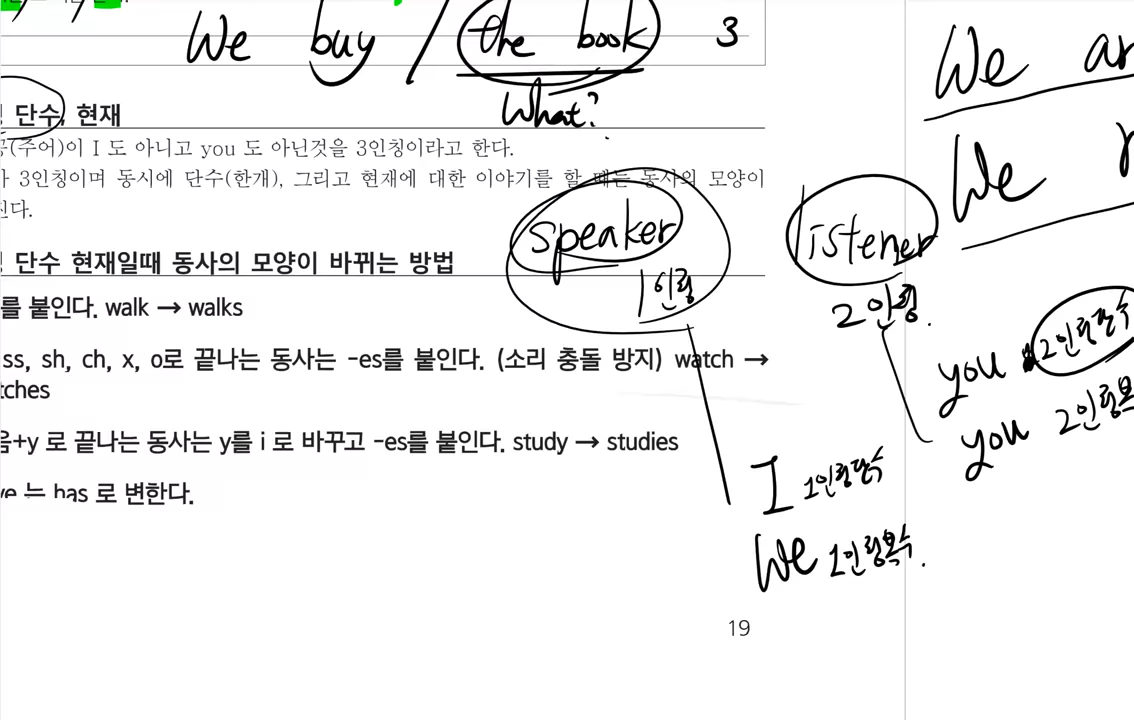 We buy / the book 3
What?
We
We
단수, 현재
(주어)이 I 도 아니고 you 도 아닌것을 3인칭이라고 한다.
3인칭이며 동시에 단수(한개), 그리고 현재에 대한 이야기를 할 때는 동사의 모양이
speaker
1인칭
listener
2인칭.
단수 현재일때 동사의 모양이 바뀌는 방법
를 붙인다. walk → walks
ss, sh, ch, x, o로 끝나는 동사는 -es를 붙인다. (소리 충돌 방지) watch →
tches
you 2인칭단수
you 2인칭복
+y 로 끝나는 동사는 y를 i 로 바꾸고 -es를 붙인다. study → studies
I 1인칭단수
는 has 로 변한다.
We 1인칭복수.
19